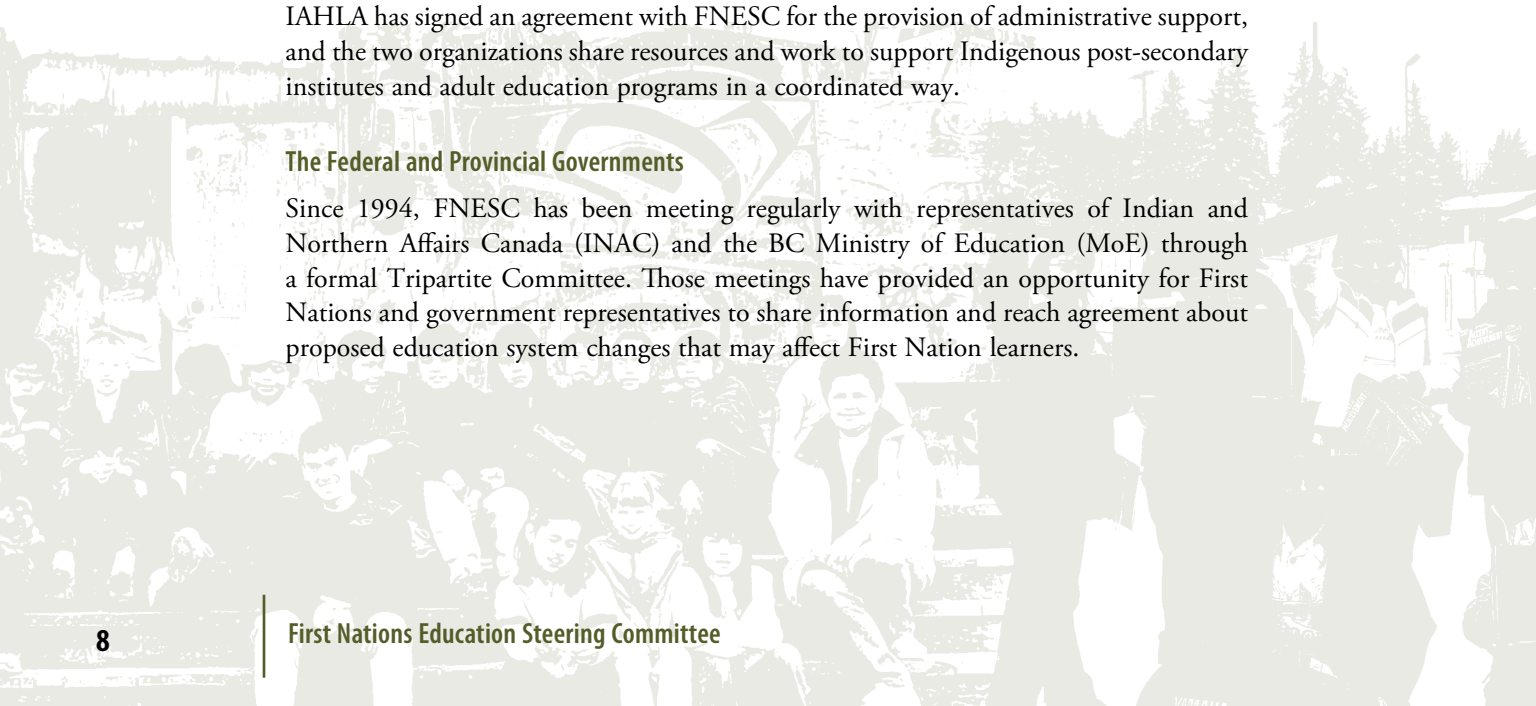 IAHLA has signed an agreement with FNESC for the provision of administrative support,
and the two organizations share resources and work to support Indigenous post-secondary
institutes and adult education programs in a coordinated way.
The Federal and Provincial Governments
Since 1994, FNESC has been meeting regularly with representatives of Indian and
Northern Affairs Canada (INAC) and the BC Ministry of Education (MoE) through
a formal Tripartite Committee. Those meetings have provided an opportunity for First
Nations and government representatives to share information and reach agreement about
proposed education system changes that may affect First Nation learners.
8
First Nations Education Steering Committee